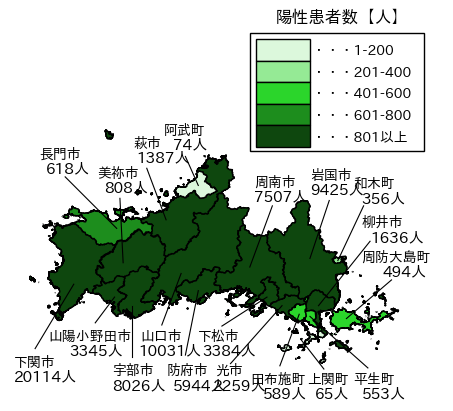 陽性患者数【人】
・・・1-200
・・・201-400
・・・401-600
・・・601-800
・・・801以上
阿武町
74人
萩市
1387人
長門市
618人
美祢市
808人
周南市
7507人
岩国市
9425人
和木町
356人
柳井市
1636人
周防大島町
494人
下関市
20114人
山陽小野田市
3345人
宇部市
8026人
山口市
10031人
防府市
5944人
下松市
3384人
光市
2259人
田布施町
589人
上関町
65人
平生町
553人